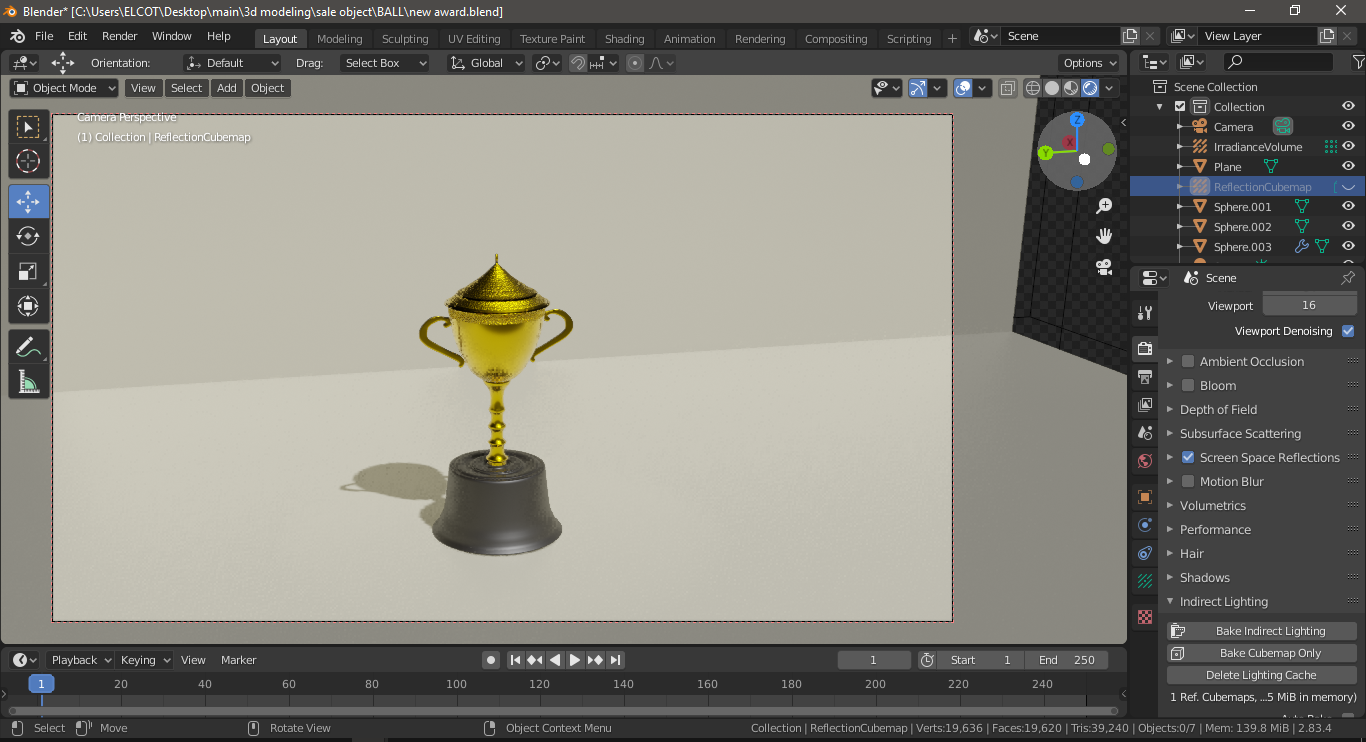 Blender* [C:\Users\ELCOT\Desktop\main\3d modeling\sale object\BALL\new award.blend]
File Edit Render Window Help Layout Modeling Sculpting UV Editing Texture Paint Shading Animation Rendering Compositing Scripting + Scene View Layer
Orientation: Default Drag: Select Box Global Options
Object Mode View Select Add Object
Camera Perspective
(1) Collection | ReflectionCubemap
Z
Y
X
Scene Collection
Collection
Camera
IrradianceVolume
Plane
ReflectionCubemap
Sphere.001
Sphere.002
Sphere.003
Scene
Viewport 16
Viewport Denoising
Ambient Occlusion
Bloom
Depth of Field
Subsurface Scattering
Screen Space Reflections
Motion Blur
Volumetrics
Performance
Hair
Shadows
Indirect Lighting
Bake Indirect Lighting
Bake Cubemap Only
Delete Lighting Cache
1 Ref. Cubemaps, ...5 MiB in memory)
Playback Keying View Marker 1 Start 1 End 250
1 20 40 60 80 100 120 140 160 180 200 220 240
Select Move Rotate View Object Context Menu Collection | ReflectionCubemap | Verts:19,636 | Faces:19,620 | Tris:39,240 | Objects:0/7 | Mem: 139.8 MiB | 2.83.4